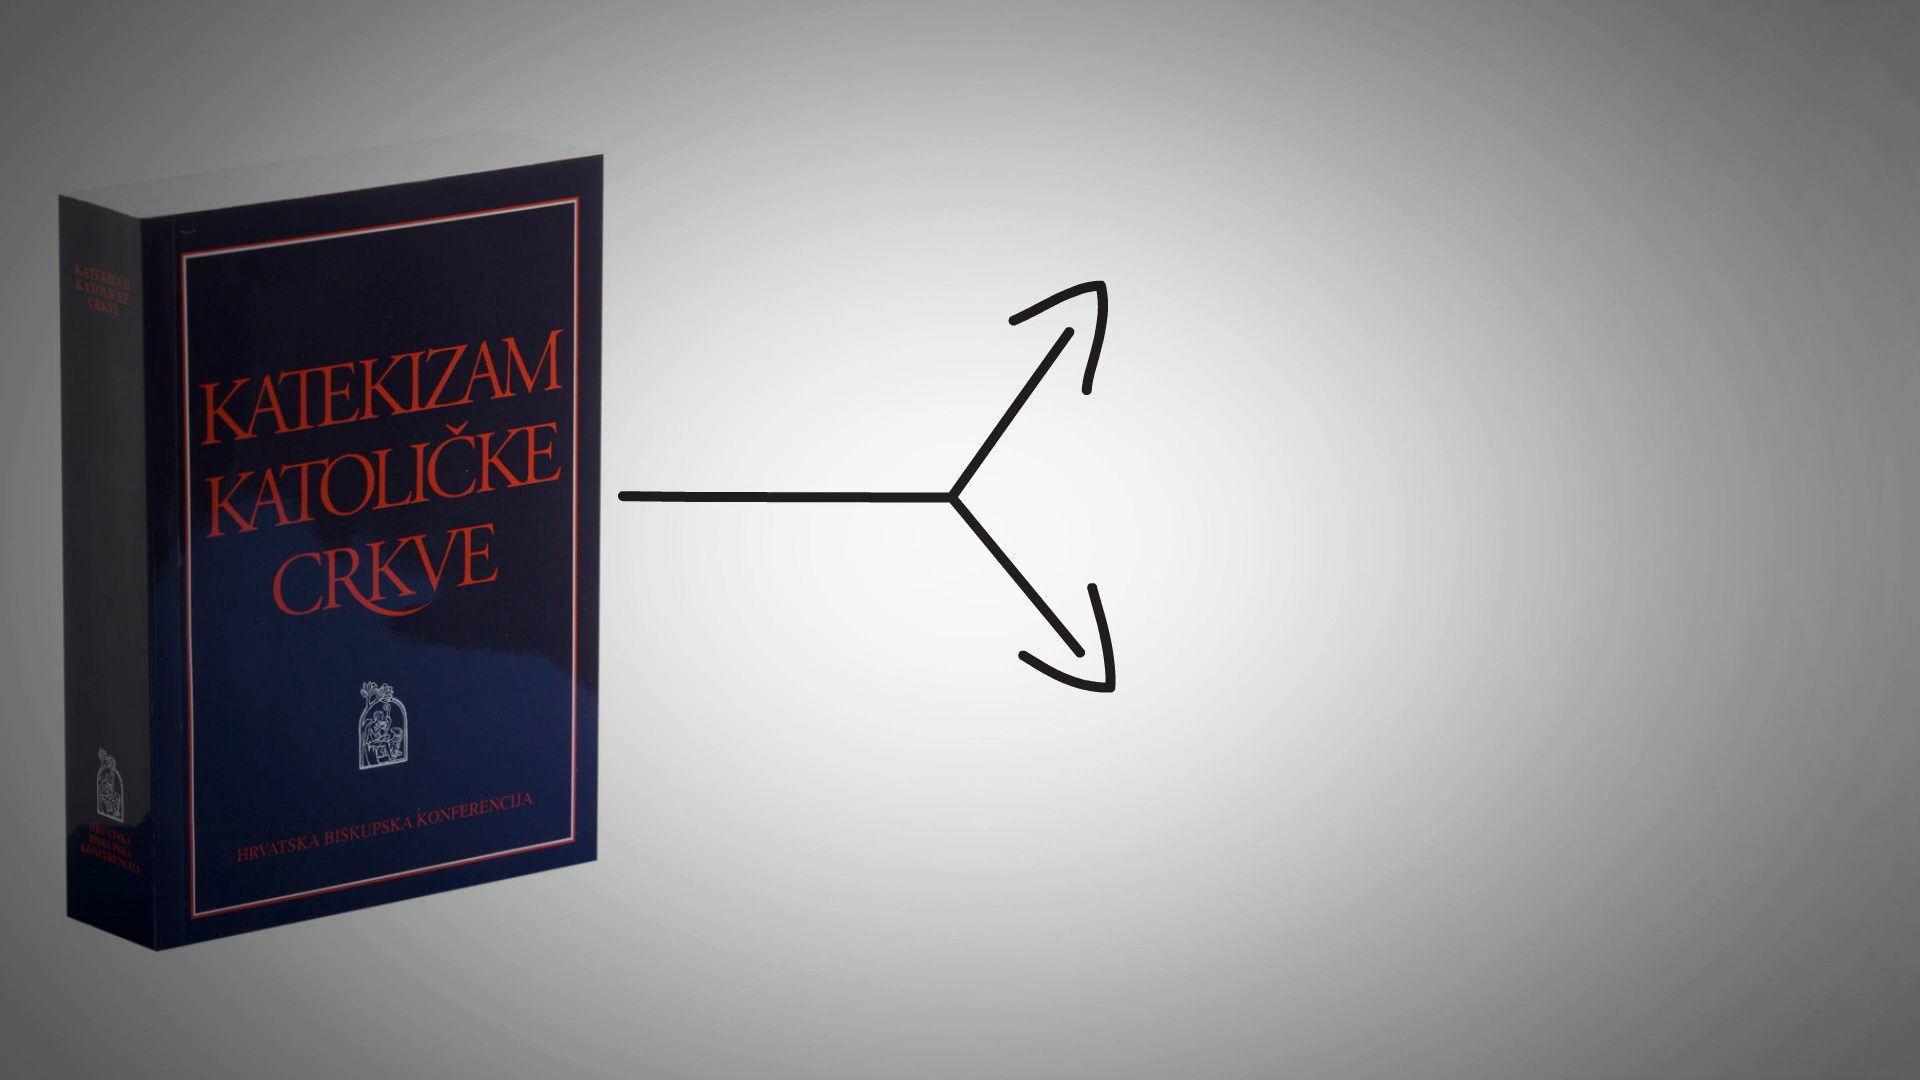 KATEKIZAM
KATOLIČKE
CRKVE
KATEKIZAM
KATOLIČKE
CRKVE
HRVATSKA BISKUPSKA KONFERENCIJA
HRVATSKA
BISKUPSKA
KONFERENCIJA